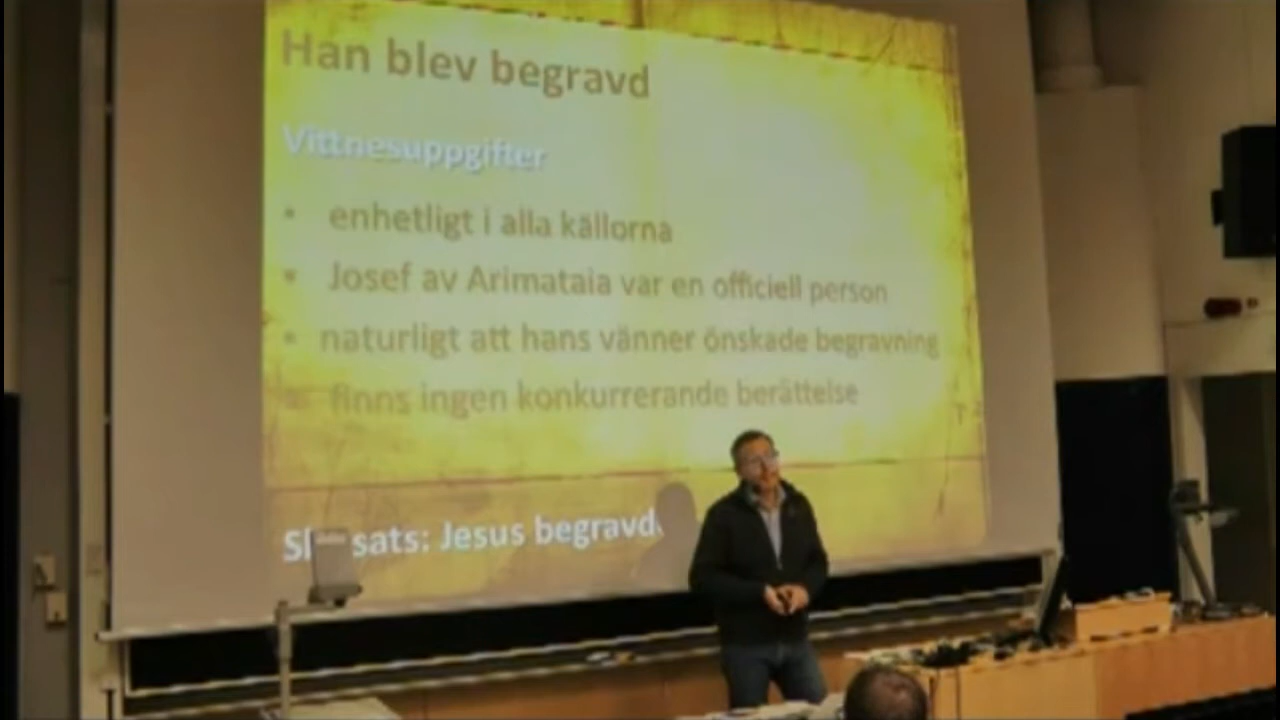 Han blev begravd
Vittnesuppgifter
• enhetligt i alla källorna
• Josef av Arimataia var en officiell person
• naturligt att hans vänner önskade begravning
• finns ingen konkurrerande berättelse
sats: Jesus begravd